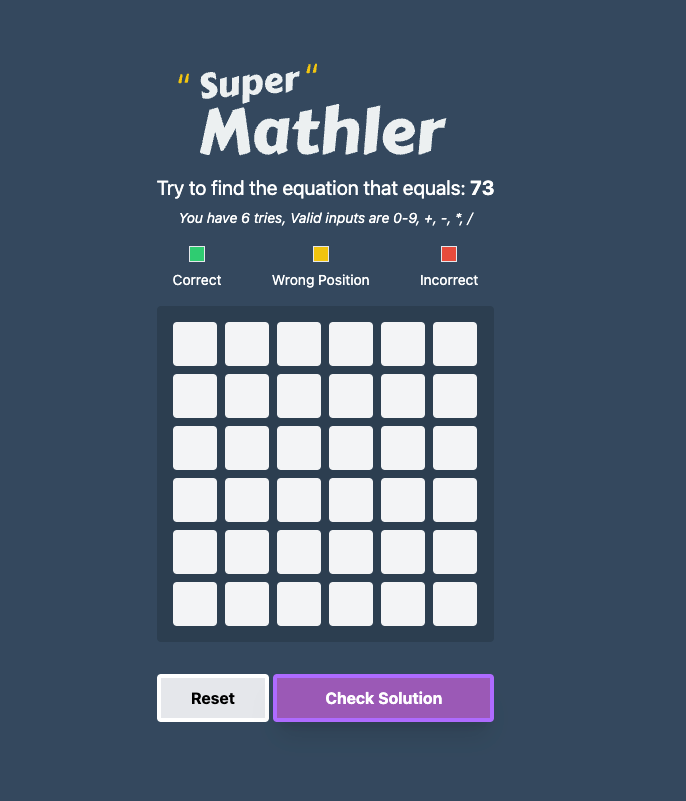 " Super "
Mathler
Try to find the equation that equals: 73
You have 6 tries, Valid inputs are 0-9, +, -, *, /
Correct Wrong Position Incorrect
Reset Check Solution